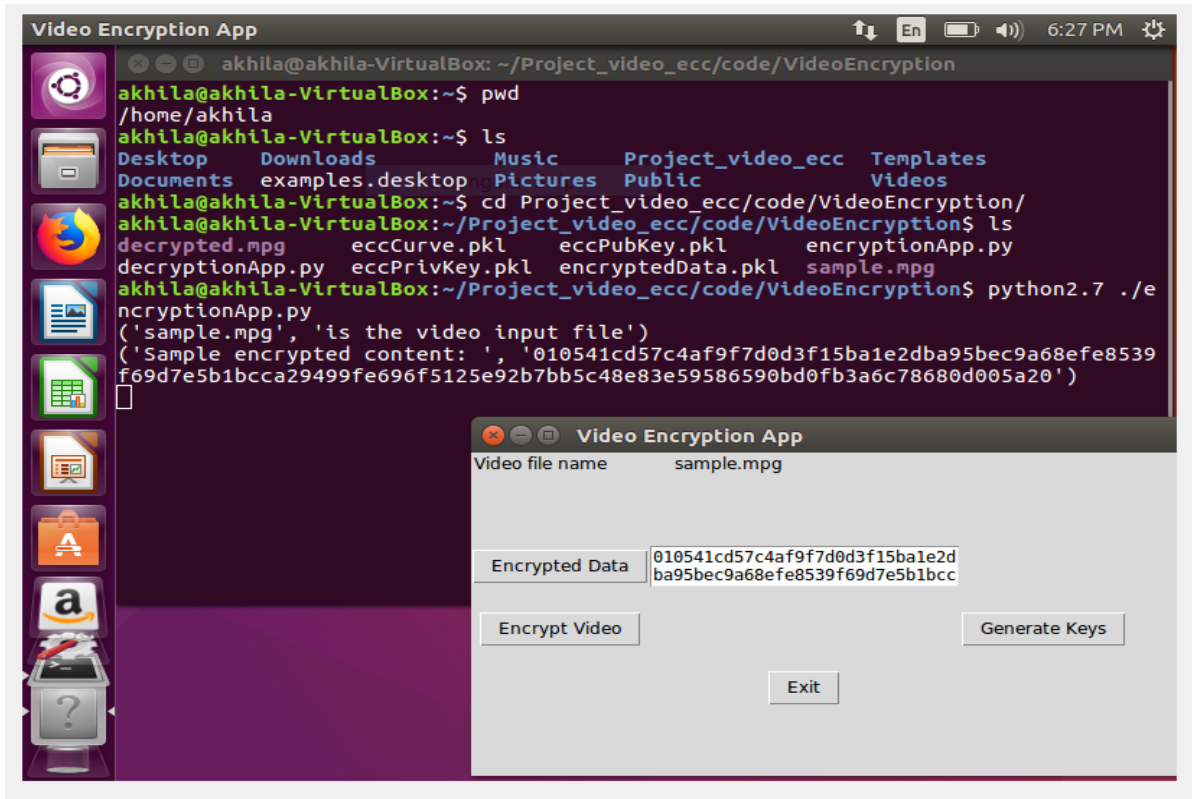 Video Encryption App
En
6:27 PM
akhila@akhila-VirtualBox: ~/Project_video_ecc/code/VideoEncryption
akhila@akhila-VirtualBox:~$ pwd
/home/akhila
akhila@akhila-VirtualBox:~$ ls
Desktop Downloads Music Project_video_ecc Templates
Documents examples.desktop Pictures Public Videos
akhila@akhila-VirtualBox:~$ cd Project_video_ecc/code/VideoEncryption/
akhila@akhila-VirtualBox:~/Project_video_ecc/code/VideoEncryption$ ls
decrypted.mpg eccCurve.pkl eccPubKey.pkl encryptionApp.py
decryptionApp.py eccPrivKey.pkl encryptedData.pkl sample.mpg
akhila@akhila-VirtualBox:~/Project_video_ecc/code/VideoEncryption$ python2.7 ./e
ncryptionApp.py
('sample.mpg', 'is the video input file')
('Sample encrypted content: ', '010541cd57c4af9f7d0d3f15ba1e2dba95bec9a68efe8539
f69d7e5b1bcca29499fe696f5125e92b7bb5c48e83e59586590bd0fb3a6c78680d005a20')
Video Encryption App
Video file name sample.mpg
Encrypted Data
010541cd57c4af9f7d0d3f15ba1e2d
ba95bec9a68efe8539f69d7e5b1bcc
Encrypt Video
Generate Keys
Exit